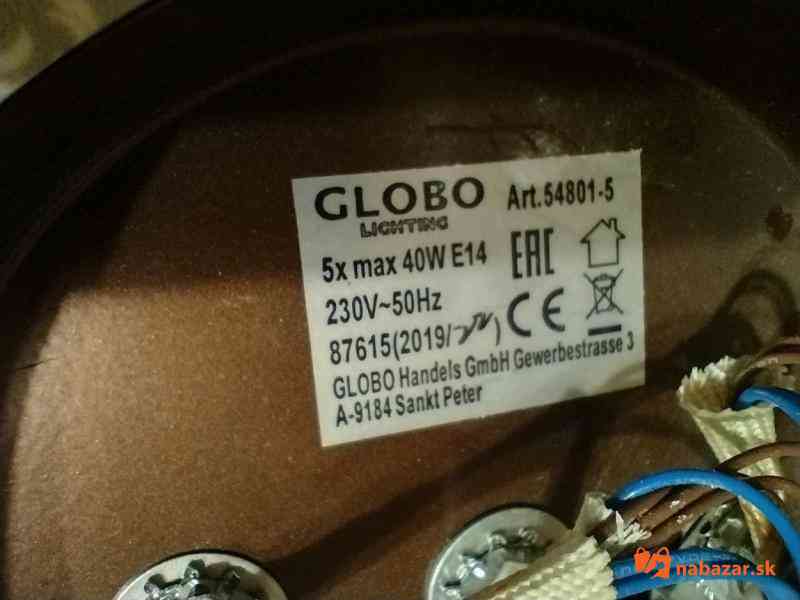 GLOBO
LIGHTING
Art.54801-5
5x max 40W E14
EAC
230V~50Hz
CE
87615(2019/
GLOBO Handels GmbH Gewerbestrasse 3
A-9184 Sankt Peter
nabazar.sk